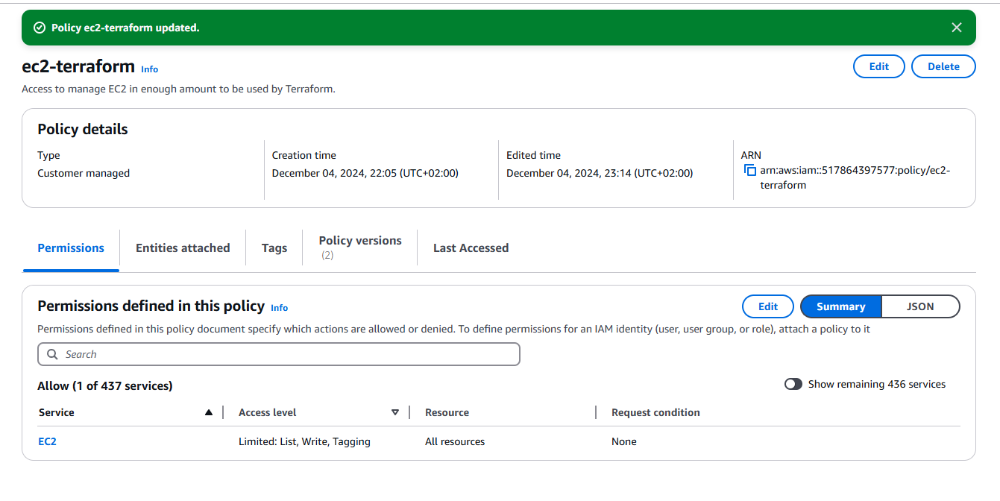 Policy ec2-terraform updated.
ec2-terraform Info
Edit
Delete
Access to manage EC2 in enough amount to be used by Terraform.
Policy details
Type
Customer managed
Creation time
December 04, 2024, 22:05 (UTC+02:00)
Edited time
December 04, 2024, 23:14 (UTC+02:00)
ARN
arn:aws:iam::517864397577:policy/ec2-
terraform
Permissions
Entities attached
Tags
Policy versions
(2)
Last Accessed
Permissions defined in this policy Info
Edit
Summary
JSON
Permissions defined in this policy document specify which actions are allowed or denied. To define permissions for an IAM identity (user, user group, or role), attach a policy to it
Search
Allow (1 of 437 services)
Show remaining 436 services
Service
Access level
Resource
Request condition
EC2
Limited: List, Write, Tagging
All resources
None